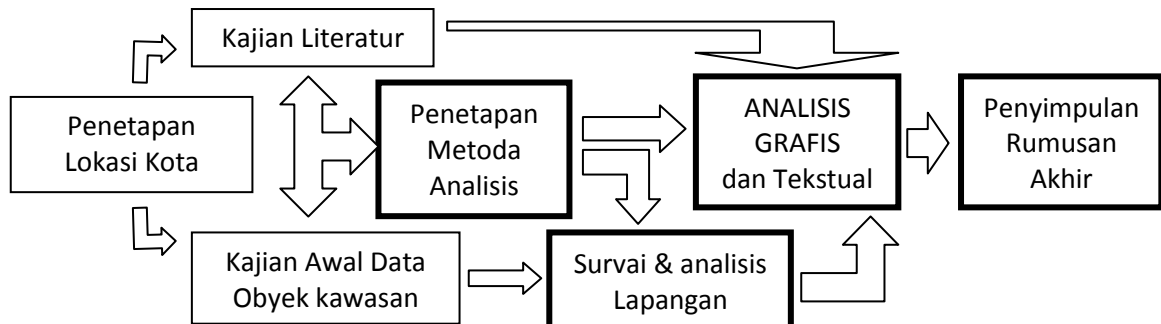 Kajian Literatur
Penetapan
Lokasi Kota
Penetapan
Metoda
Analisis
ANALISIS
GRAFIS
dan Tekstual
Penyimpulan
Rumusan
Akhir
Kajian Awal Data
Obyek kawasan
Survai & analisis
Lapangan